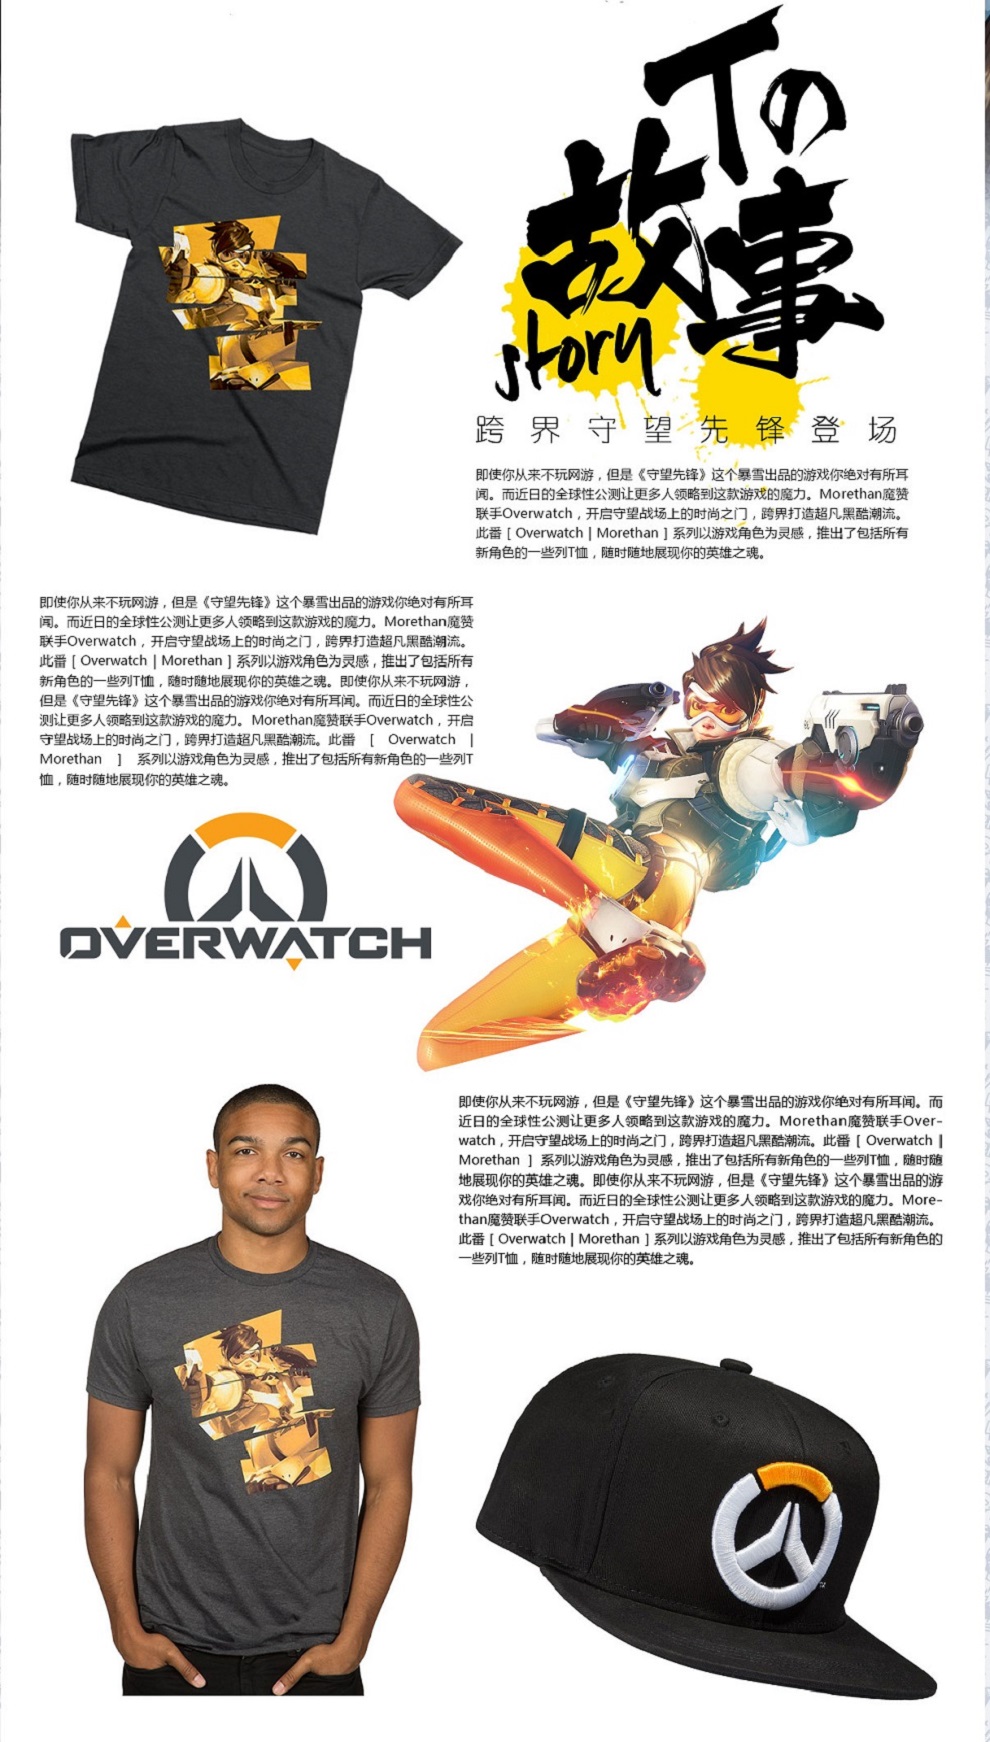 Tの
故事
story
跨界守望先锋登场
即使你从来不玩网游，但是《守望先锋》这个暴雪出品的游戏你绝对有所耳
闻。而近日的全球性公测让更多人领略到这款游戏的魔力。Morethan魔赞
联手Overwatch，开启守望战场上的时尚之门，跨界打造超凡黑酷潮流。
此番 [ Overwatch | Morethan ] 系列以游戏角色为灵感，推出了包括所有
新角色的一些列T恤，随时随地展现你的英雄之魂。
即使你从来不玩网游，但是《守望先锋》这个暴雪出品的游戏你绝对有所耳
闻。而近日的全球性公测让更多人领略到这款游戏的魔力。Morethan魔赞
联手Overwatch，开启守望战场上的时尚之门，跨界打造超凡黑酷潮流。
此番 [ Overwatch | Morethan ] 系列以游戏角色为灵感，推出了包括所有
新角色的一些列T恤，随时随地展现你的英雄之魂。即使你从来不玩网游，
但是《守望先锋》这个暴雪出品的游戏你绝对有所耳闻。而近日的全球性公
测让更多人领略到这款游戏的魔力。Morethan魔赞联手Overwatch，开启
守望战场上的时尚之门，跨界打造超凡黑酷潮流。此番 [ Overwatch |
Morethan ] 系列以游戏角色为灵感，推出了包括所有新角色的一些列T
恤，随时随地展现你的英雄之魂。
OVERWATCH
即使你从来不玩网游，但是《守望先锋》这个暴雪出品的游戏你绝对有所耳闻。而
近日的全球性公测让更多人领略到这款游戏的魔力。Morethan魔赞联手Over-
watch，开启守望战场上的时尚之门，跨界打造超凡黑酷潮流。此番 [ Overwatch |
Morethan ] 系列以游戏角色为灵感，推出了包括所有新角色的一些列T恤，随时随
地展现你的英雄之魂。即使你从来不玩网游，但是《守望先锋》这个暴雪出品的游
戏你绝对有所耳闻。而近日的全球性公测让更多人领略到这款游戏的魔力。More-
than魔赞联手Overwatch，开启守望战场上的时尚之门，跨界打造超凡黑酷潮流。
此番 [ Overwatch | Morethan ] 系列以游戏角色为灵感，推出了包括所有新角色的
一些列T恤，随时随地展现你的英雄之魂。